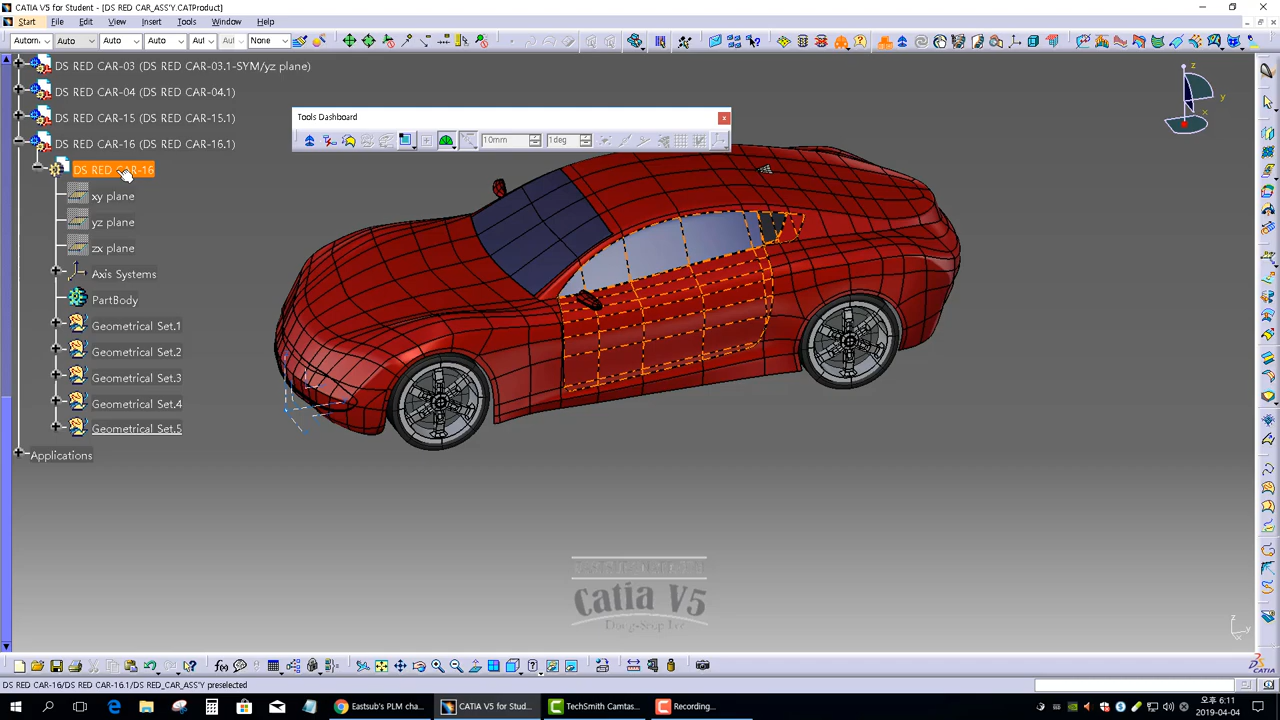 CATIA V5 for Student - [DS RED CAR_ASS'Y.CATProduct]
Start File Edit View Insert Tools Window Help
Autom. Auto Auto Auto Aut Aut None
DS RED CAR-03 (DS RED CAR-03.1-SYM/yz plane)
DS RED CAR-04 (DS RED CAR-04.1)
DS RED CAR-15 (DS RED CAR-15.1)
DS RED CAR-16 (DS RED CAR-16.1)
DS RED CAR-16
xy plane
yz plane
zx plane
Axis Systems
PartBody
Geometrical Set.1
Geometrical Set.2
Geometrical Set.3
Geometrical Set.4
Geometrical Set.5
Applications
Tools Dashboard
10mm 1deg
z
y
x
Catia V5
z
y
x
CATIA
DS RED CAR-16/DS RED CAR-16.1/DS RED_CAR_ASS'Y preselected
Eastsub's PLM cha...
CATIA V5 for Stud...
TechSmith Camtas...
Recording...
오후 6:11
2019-04-04